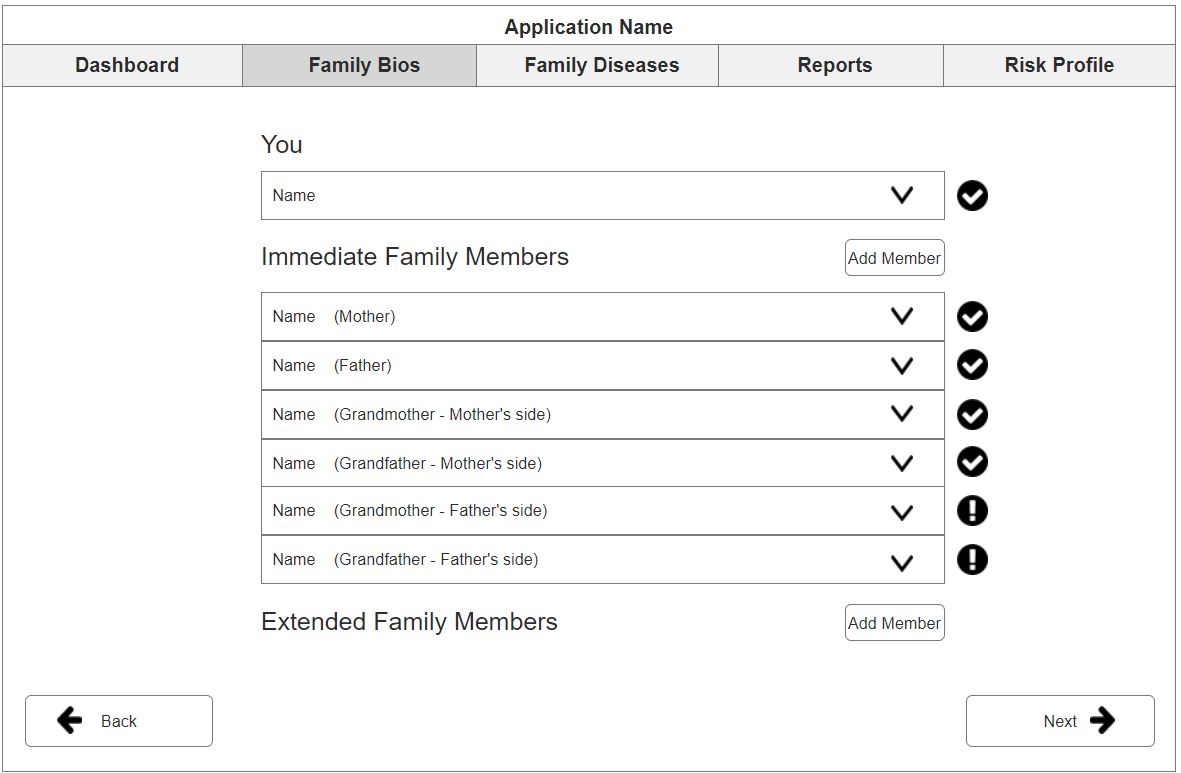 Application Name
Dashboard Family Bios Family Diseases Reports Risk Profile
You
Name
Immediate Family Members Add Member
Name (Mother)
Name (Father)
Name (Grandmother - Mother's side)
Name (Grandfather - Mother's side)
Name (Grandmother - Father's side)
Name (Grandfather - Father's side)
Extended Family Members Add Member
Back Next